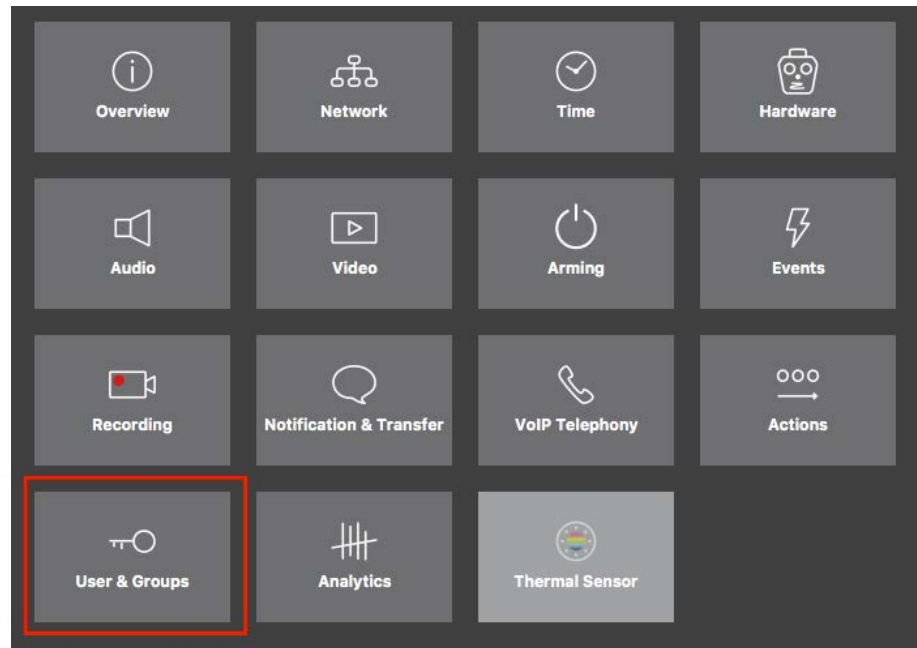 Overview
Network
Time
Hardware
Audio
Video
Arming
Events
Recording
Notification & Transfer
VoIP Telephony
Actions
User & Groups
Analytics
Thermal Sensor